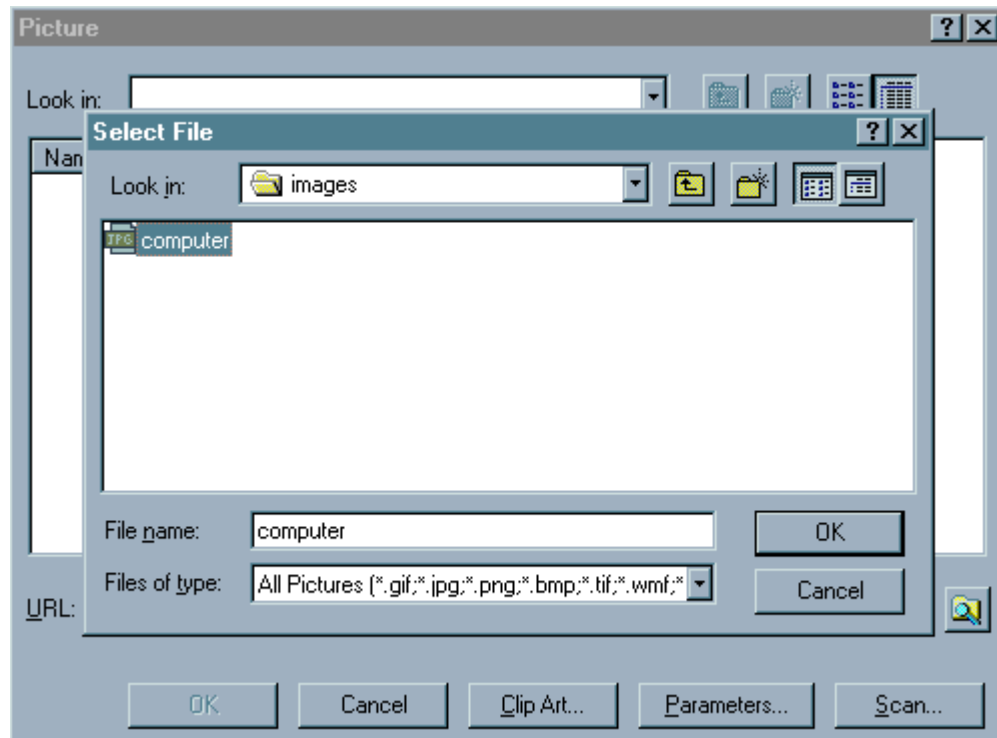 Picture
Look in:
Nam
Select File
Look in: images
JPG computer
File name: computer
Files of type: All Pictures (*.gif;*.jpg;*.png;*.bmp;*.tif;*.wmf;*
OK
Cancel
URL:
OK Cancel Clip Art... Parameters... Scan...